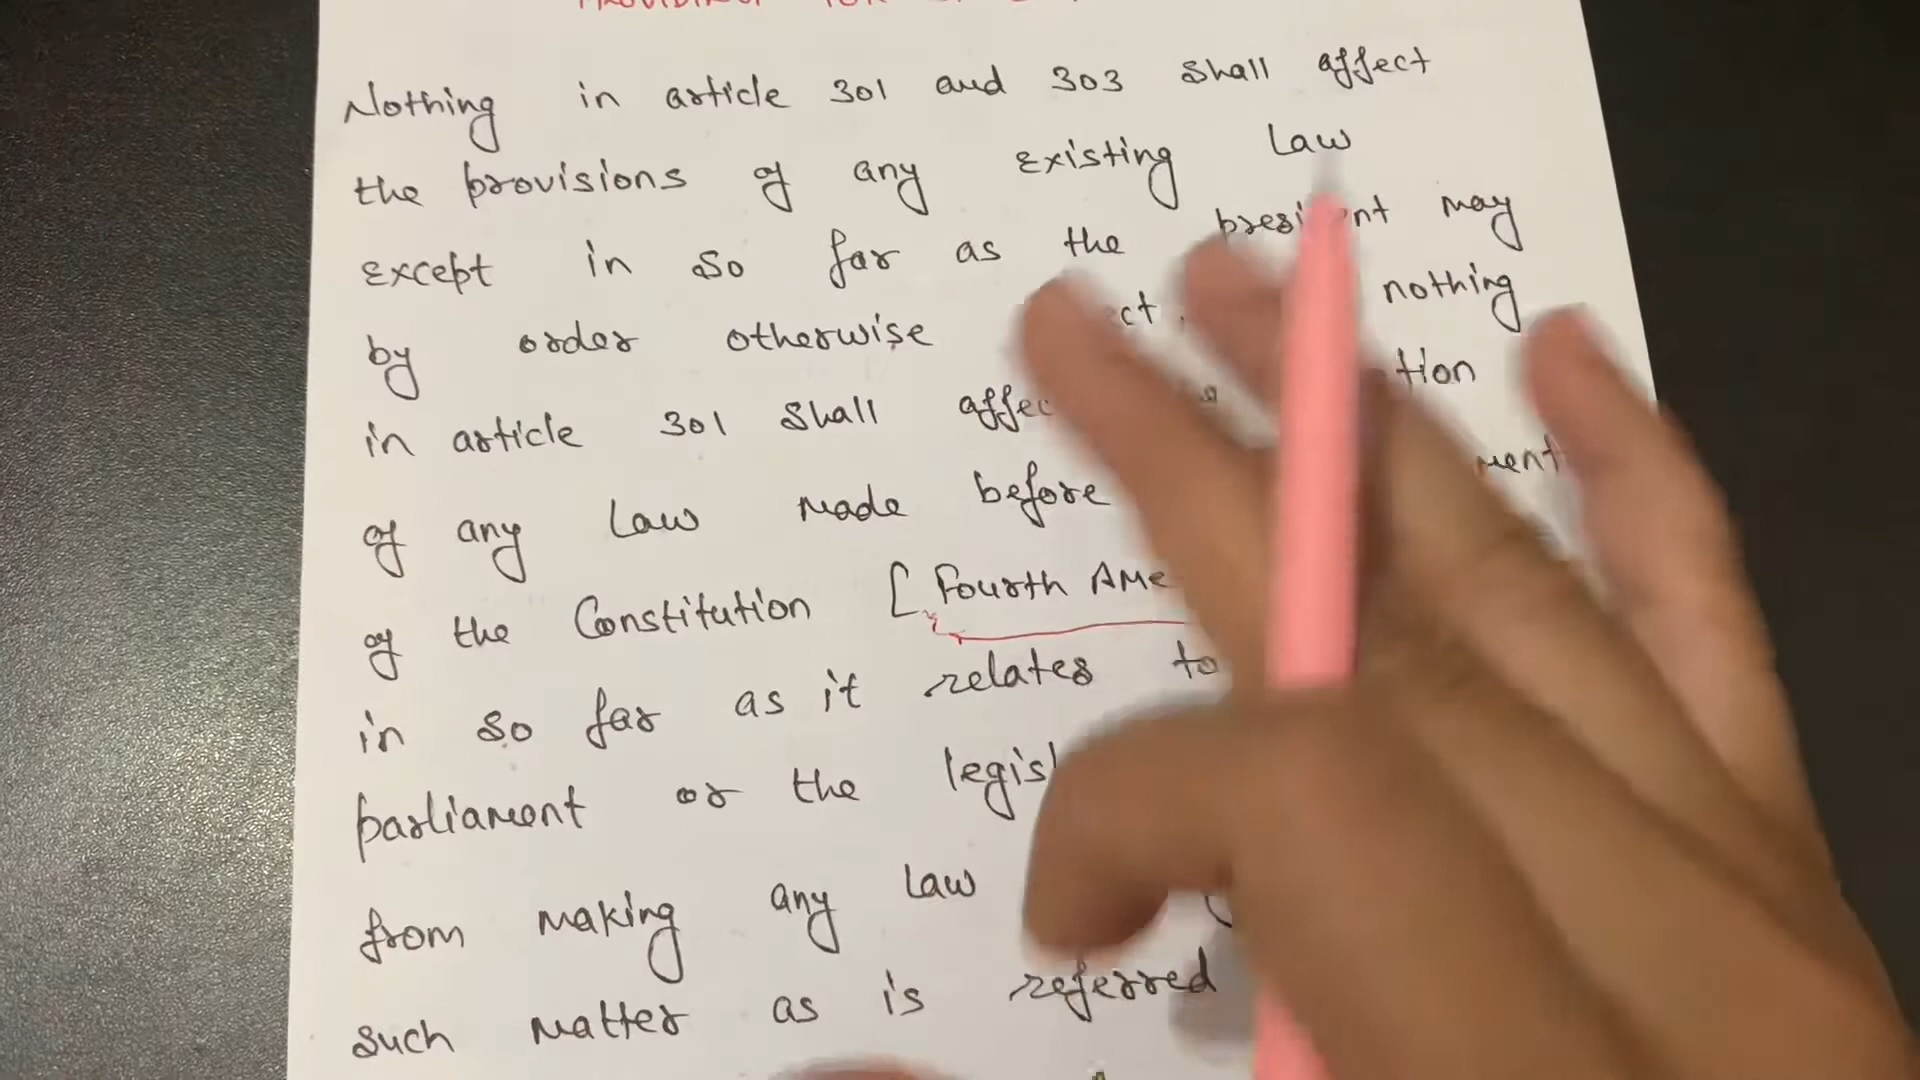 PROVIDING FOR
Nothing in article 301 and 303 shall affect
the provisions of any Existing Law
Except in so far as the may
by order otherwise nothing
in article 301 shall
of any Law made before
of the Constitution [Fourth
in so far as it relates to
parliament or the
from making any law
such matter as is referred